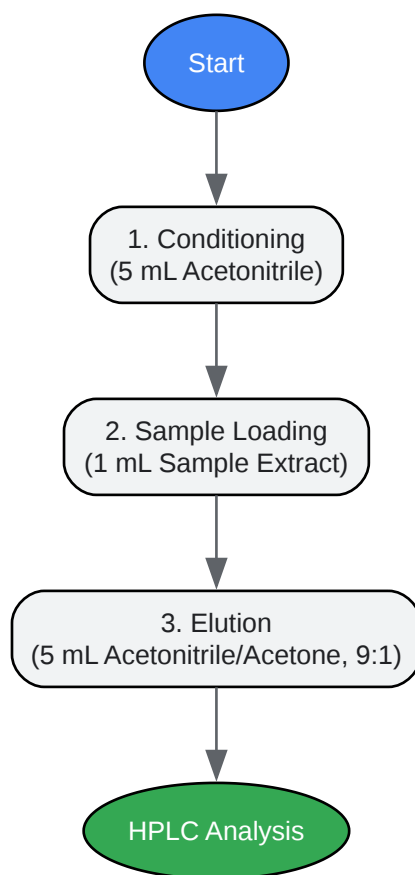 Start
1. Conditioning
(5 mL Acetonitrile)
2. Sample Loading
(1 mL Sample Extract)
3. Elution
(5 mL Acetonitrile/Acetone, 9:1)
HPLC Analysis